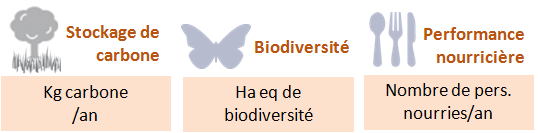 Stockage de
carbone
Kg carbone
/an
Biodiversité
Ha eq de
biodiversité
Performance
nourricière
Nombre de pers.
nourries/an